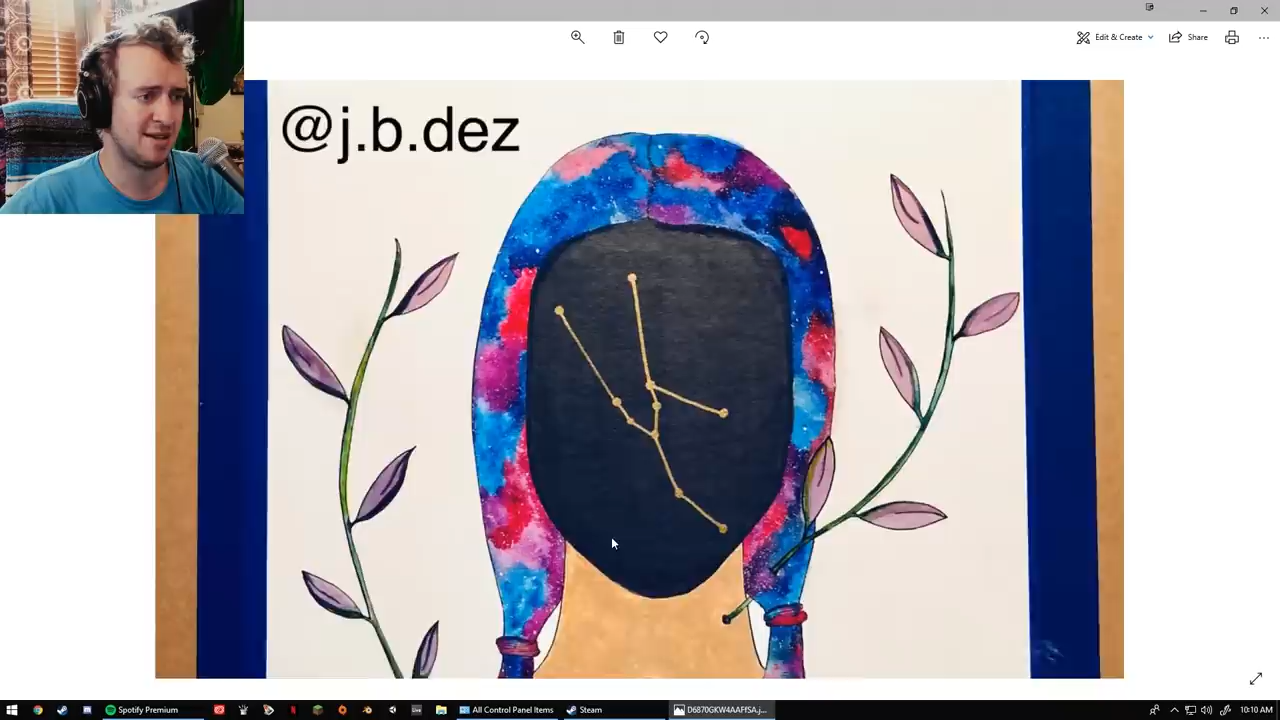 Edit & Create
Share
@j.b.dez
Spotify Premium
All Control Panel Items
Steam
10:10 AM